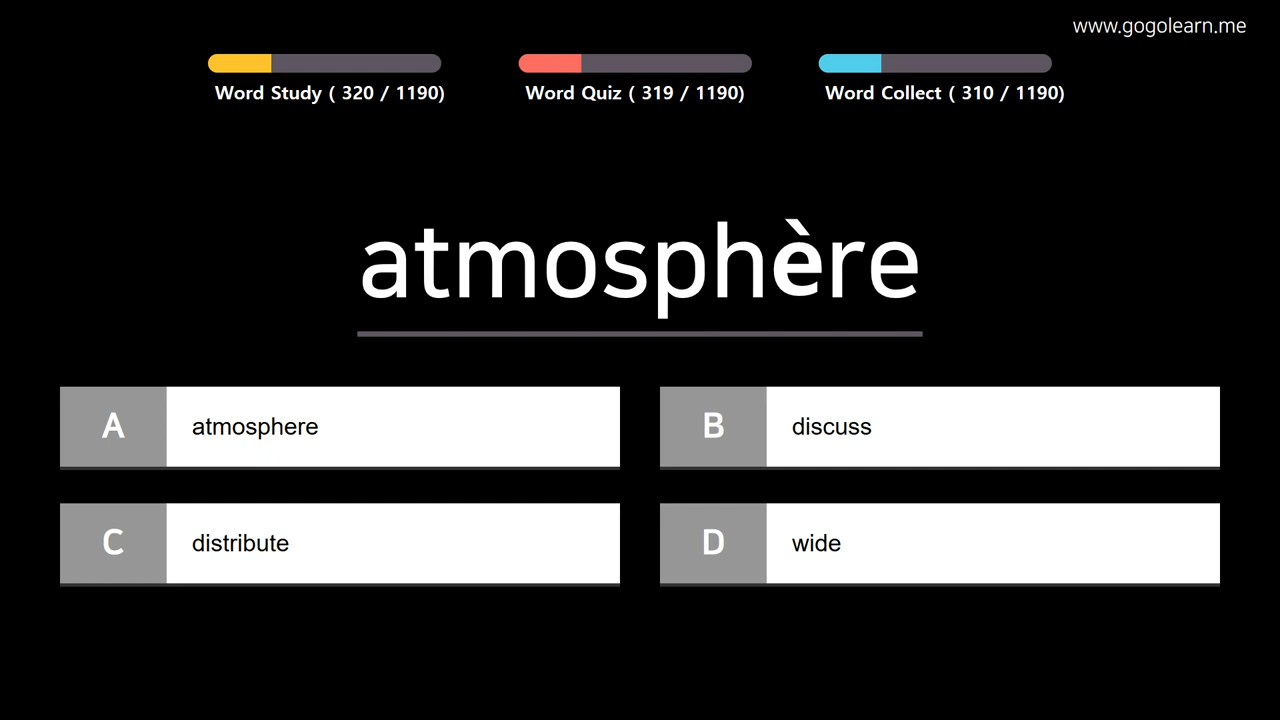 www.gogolearn.me
Word Study ( 320 / 1190)
Word Quiz ( 319 / 1190)
Word Collect ( 310 / 1190)
atmosphère
A atmosphere
B discuss
C distribute
D wide